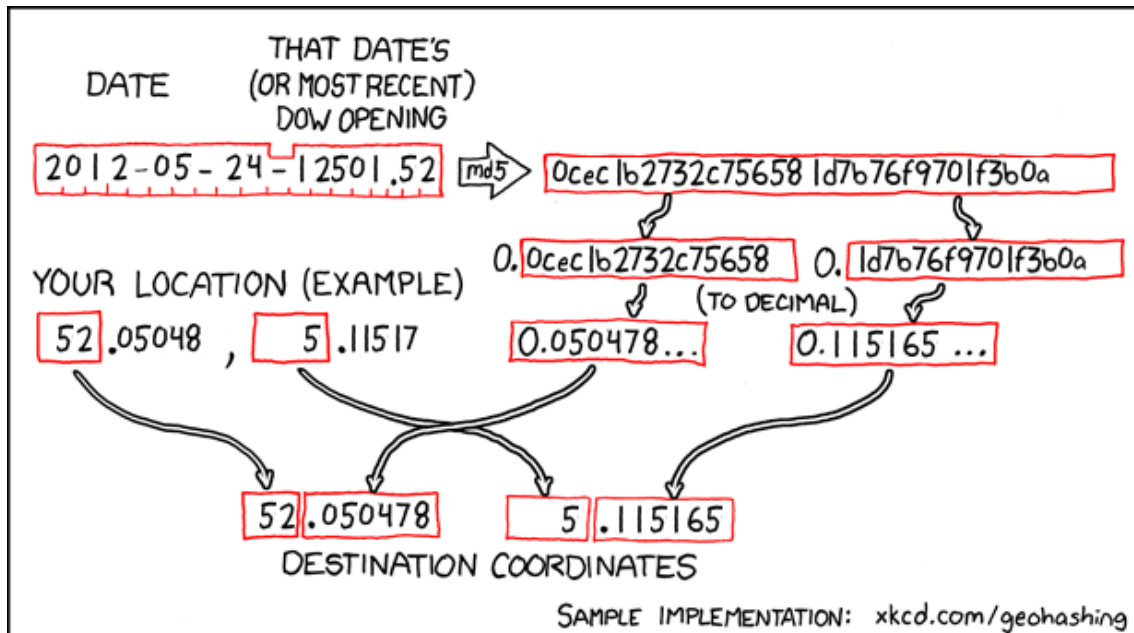 DATE
THAT DATE'S
(OR MOST RECENT)
DOW OPENING
2012-05-24-12501.52
md5
0cec1b2732c756581d7b76f9701f3b0a
0.0cec1b2732c75658
0.1d7b76f9701f3b0a
(TO DECIMAL)
YOUR LOCATION (EXAMPLE)
52.05048, 5.11517
0.050478...
0.115165...
52.050478
5.115165
DESTINATION COORDINATES
SAMPLE IMPLEMENTATION: xkcd.com/geohashing